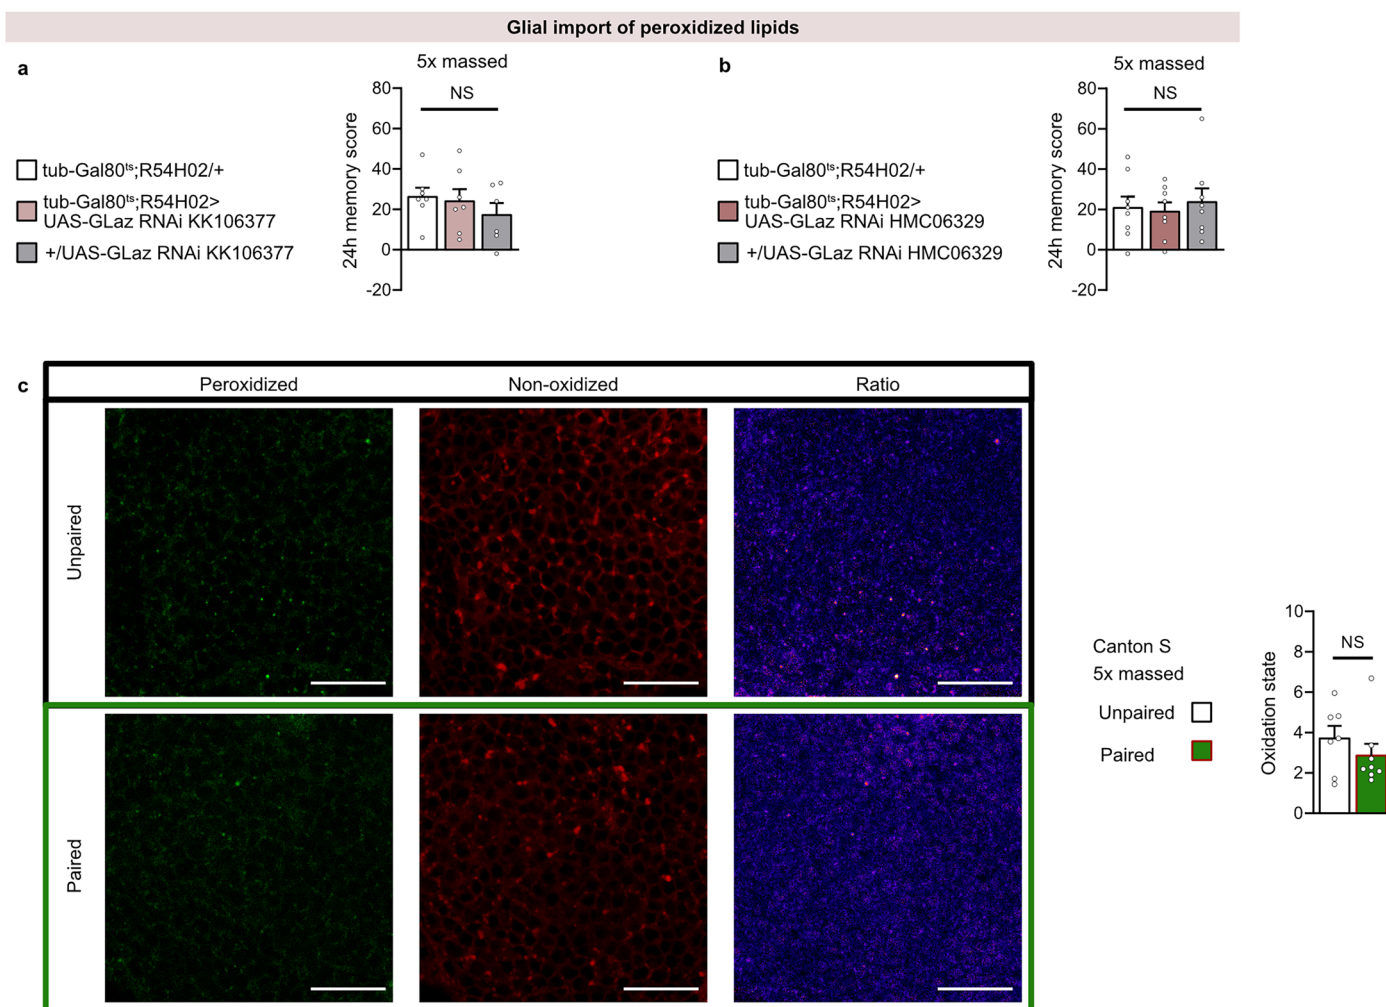 Glial import of peroxidized lipids
a
5x massed
NS
24h memory score
80
60
40
20
0
-20
tub-Gal80ts;R54H02/+
tub-Gal80ts;R54H02>
UAS-GLaz RNAi KK106377
+/UAS-GLaz RNAi KK106377
b
5x massed
NS
24h memory score
80
60
40
20
0
-20
tub-Gal80ts;R54H02/+
tub-Gal80ts;R54H02>
UAS-GLaz RNAi HMC06329
+/UAS-GLaz RNAi HMC06329
c
Peroxidized Non-oxidized Ratio
Unpaired
Paired
Canton S
5x massed
Unpaired
Paired
Oxidation state
10
8
6
4
2
0
NS